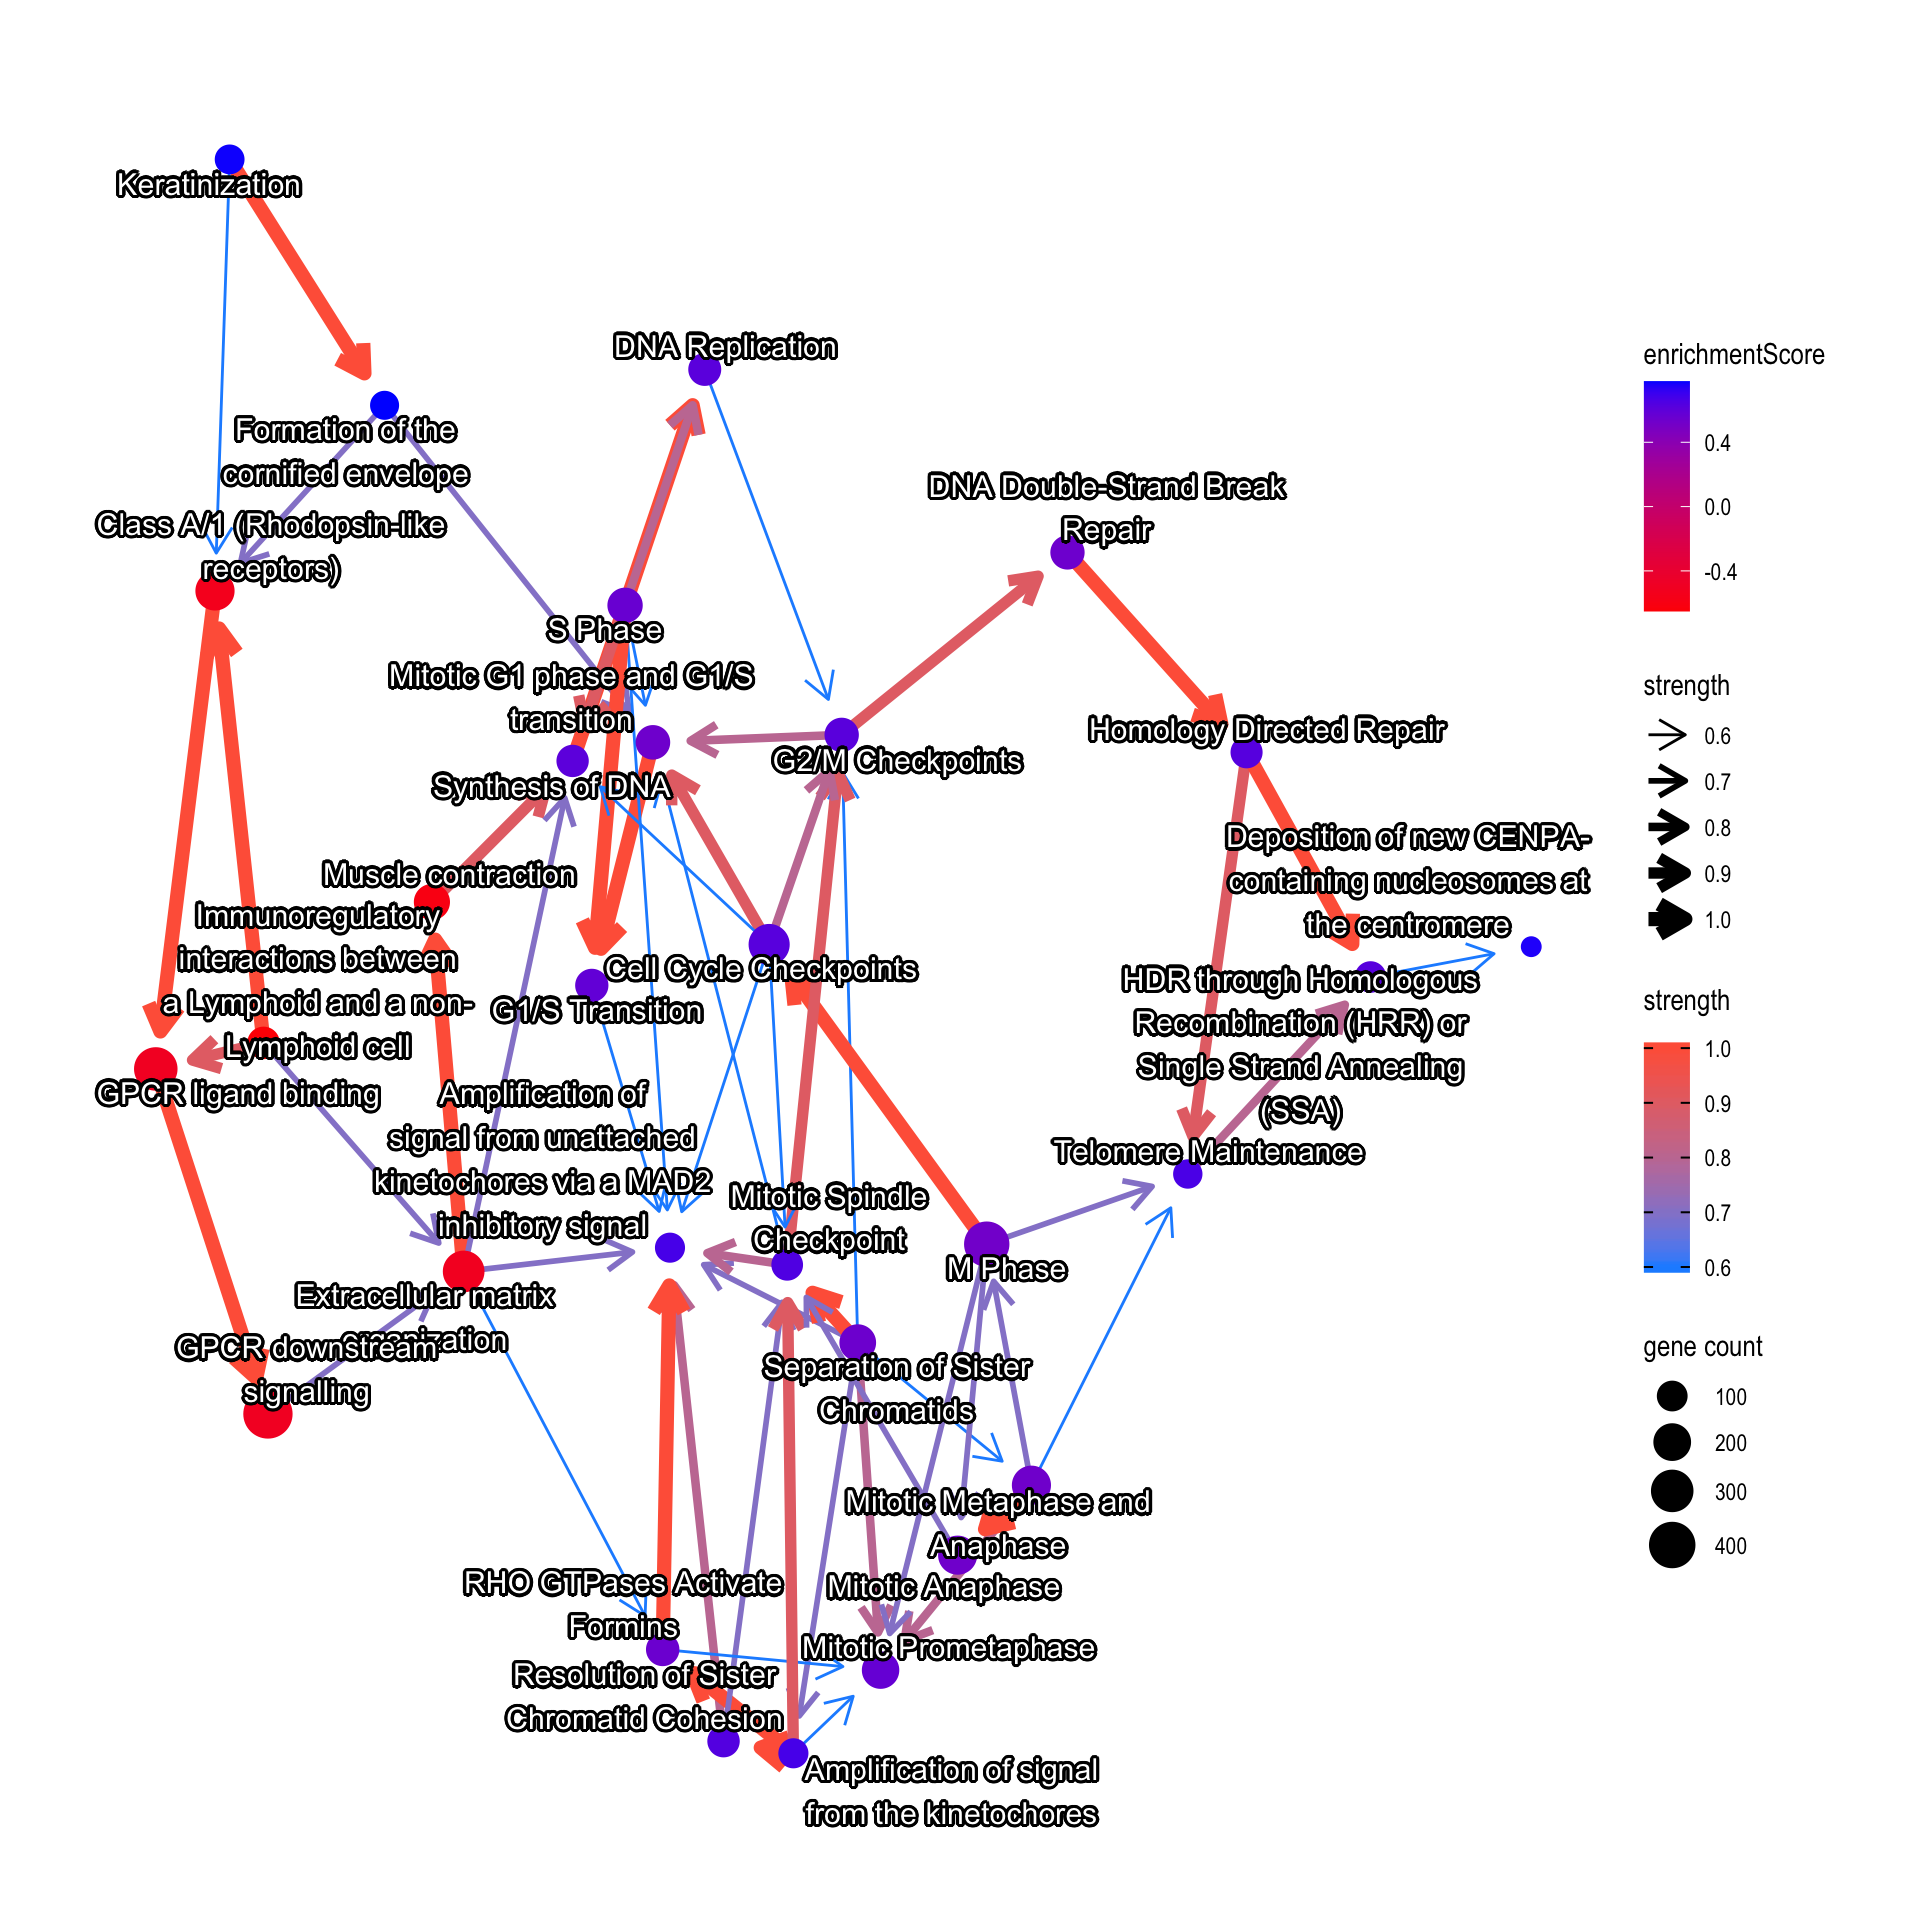 Keratinization
Formation of the
cornified envelope
Class A/1 (Rhodopsin-like
receptors)
DNA Replication
S Phase
Mitotic G1 phase and G1/S
transition
Synthesis of DNA
G2/M Checkpoints
DNA Double-Strand Break
Repair
Homology Directed Repair
Deposition of new CENPA-
containing nucleosomes at
the centromere
HDR through Homologous
Recombination (HRR) or
Single Strand Annealing
(SSA)
Telomere Maintenance
Muscle contraction
Immunoregulatory
interactions between
a Lymphoid and a non-
Lymphoid cell
GPCR ligand binding
Cell Cycle Checkpoints
G1/S Transition
Amplification of
signal from unattached
kinetochores via a MAD2
inhibitory signal
Mitotic Spindle
Checkpoint
M Phase
Extracellular matrix
organization
GPCR downstream
signalling
Separation of Sister
Chromatids
Mitotic Metaphase and
Anaphase
Mitotic Anaphase
Mitotic Prometaphase
RHO GTPases Activate
Formins
Resolution of Sister
Chromatid Cohesion
Amplification of signal
from the kinetochores
enrichmentScore
0.4
0.0
-0.4
strength
0.6
0.7
0.8
0.9
1.0
strength
1.0
0.9
0.8
0.7
0.6
gene count
100
200
300
400